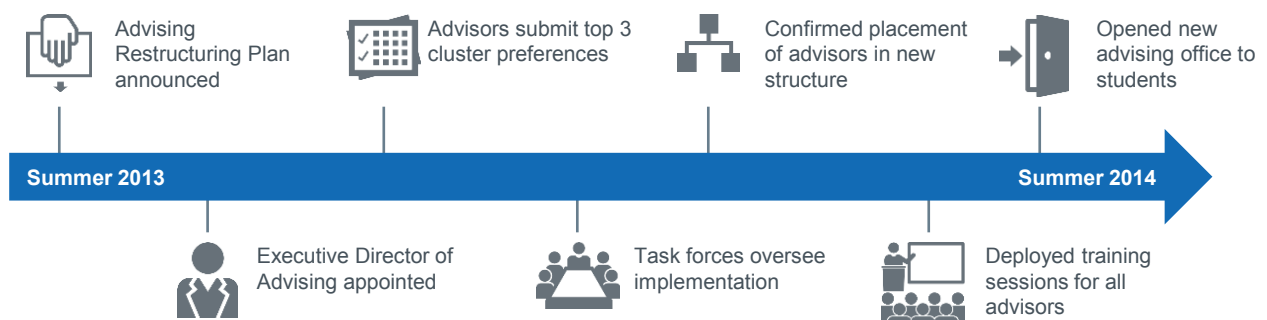 Advising
Restructuring Plan
announced
Advisors submit top 3
cluster preferences
Confirmed placement
of advisors in new
structure
Opened new
advising office to
students
Summer 2013
Summer 2014
Executive Director of
Advising appointed
Task forces oversee
implementation
Deployed training
sessions for all
advisors